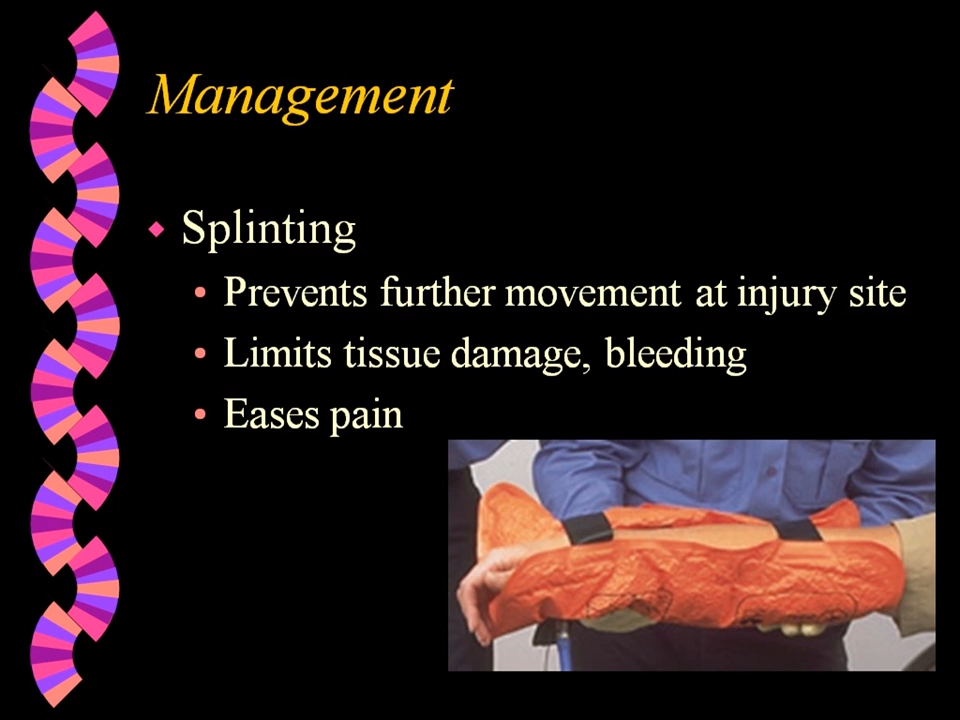 Management
Splinting
Prevents further movement at injury site
Limits tissue damage, bleeding
Eases pain